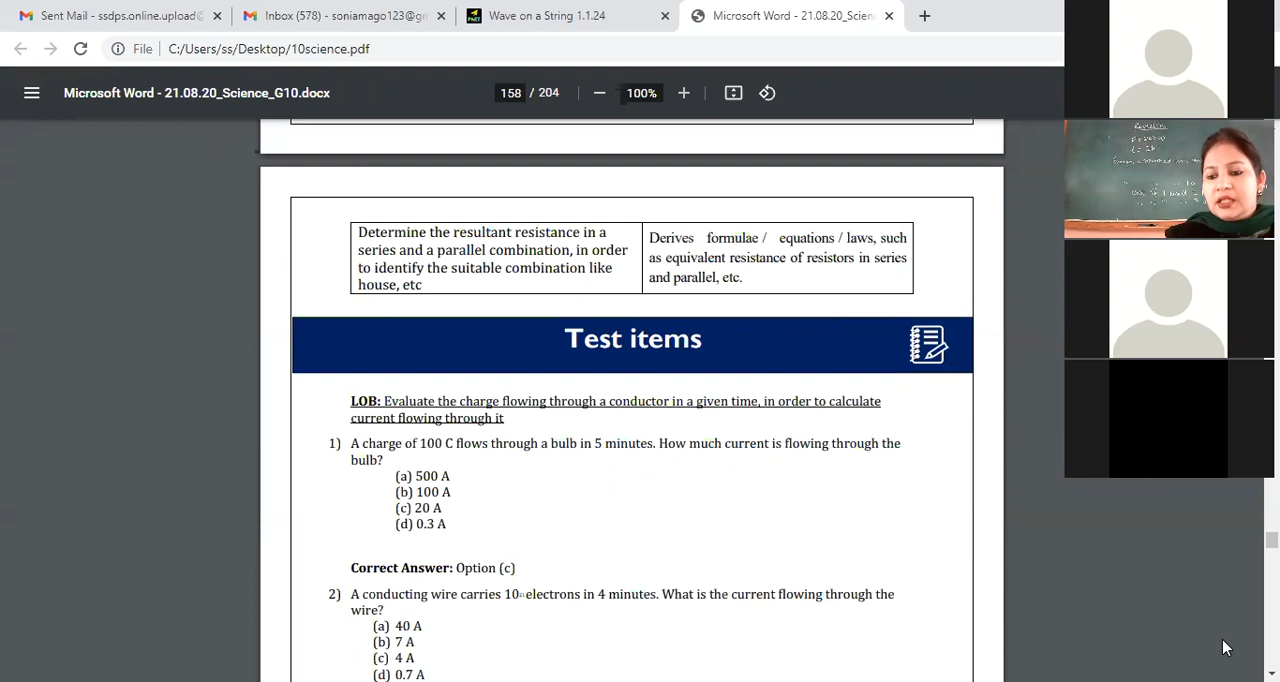 Sent Mail - ssdps.online.upload@
Inbox (578) - soniamago123@gm
Wave on a String 1.1.24
Microsoft Word - 21.08.20_Scien
File
C:/Users/ss/Desktop/10science.pdf
Microsoft Word - 21.08.20_Science_G10.docx
158 / 204
100%
Determine the resultant resistance in a
series and a parallel combination, in order
to identify the suitable combination like
house, etc
Derives formulae / equations / laws, such
as equivalent resistance of resistors in series
and parallel, etc.
Test items
LOB: Evaluate the charge flowing through a conductor in a given time, in order to calculate
current flowing through it
1) A charge of 100 C flows through a bulb in 5 minutes. How much current is flowing through the
bulb?
(a) 500 A
(b) 100 A
(c) 20 A
(d) 0.3 A
Correct Answer: Option (c)
2) A conducting wire carries 10 electrons in 4 minutes. What is the current flowing through the
wire?
(a) 40 A
(b) 7 A
(c) 4 A
(d) 0.7 A